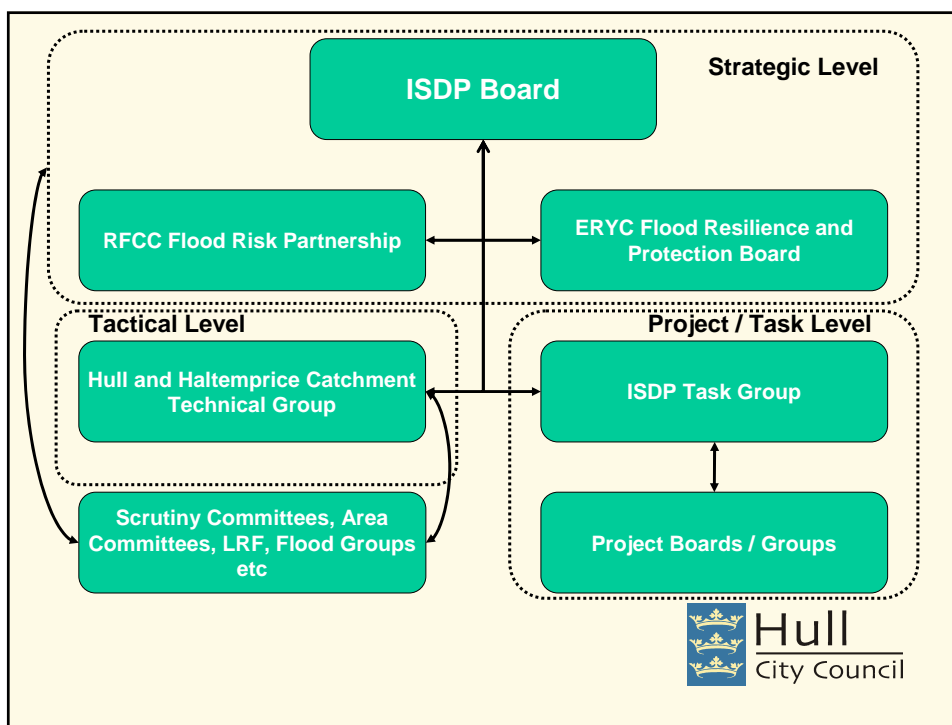 Strategic Level
ISDP Board
RFCC Flood Risk Partnership
ERYC Flood Resilience and
Protection Board
Tactical Level
Project / Task Level
Hull and Haltemprice Catchment
Technical Group
ISDP Task Group
Scrutiny Committees, Area
Committees, LRF, Flood Groups
etc
Project Boards / Groups
Hull
City Council